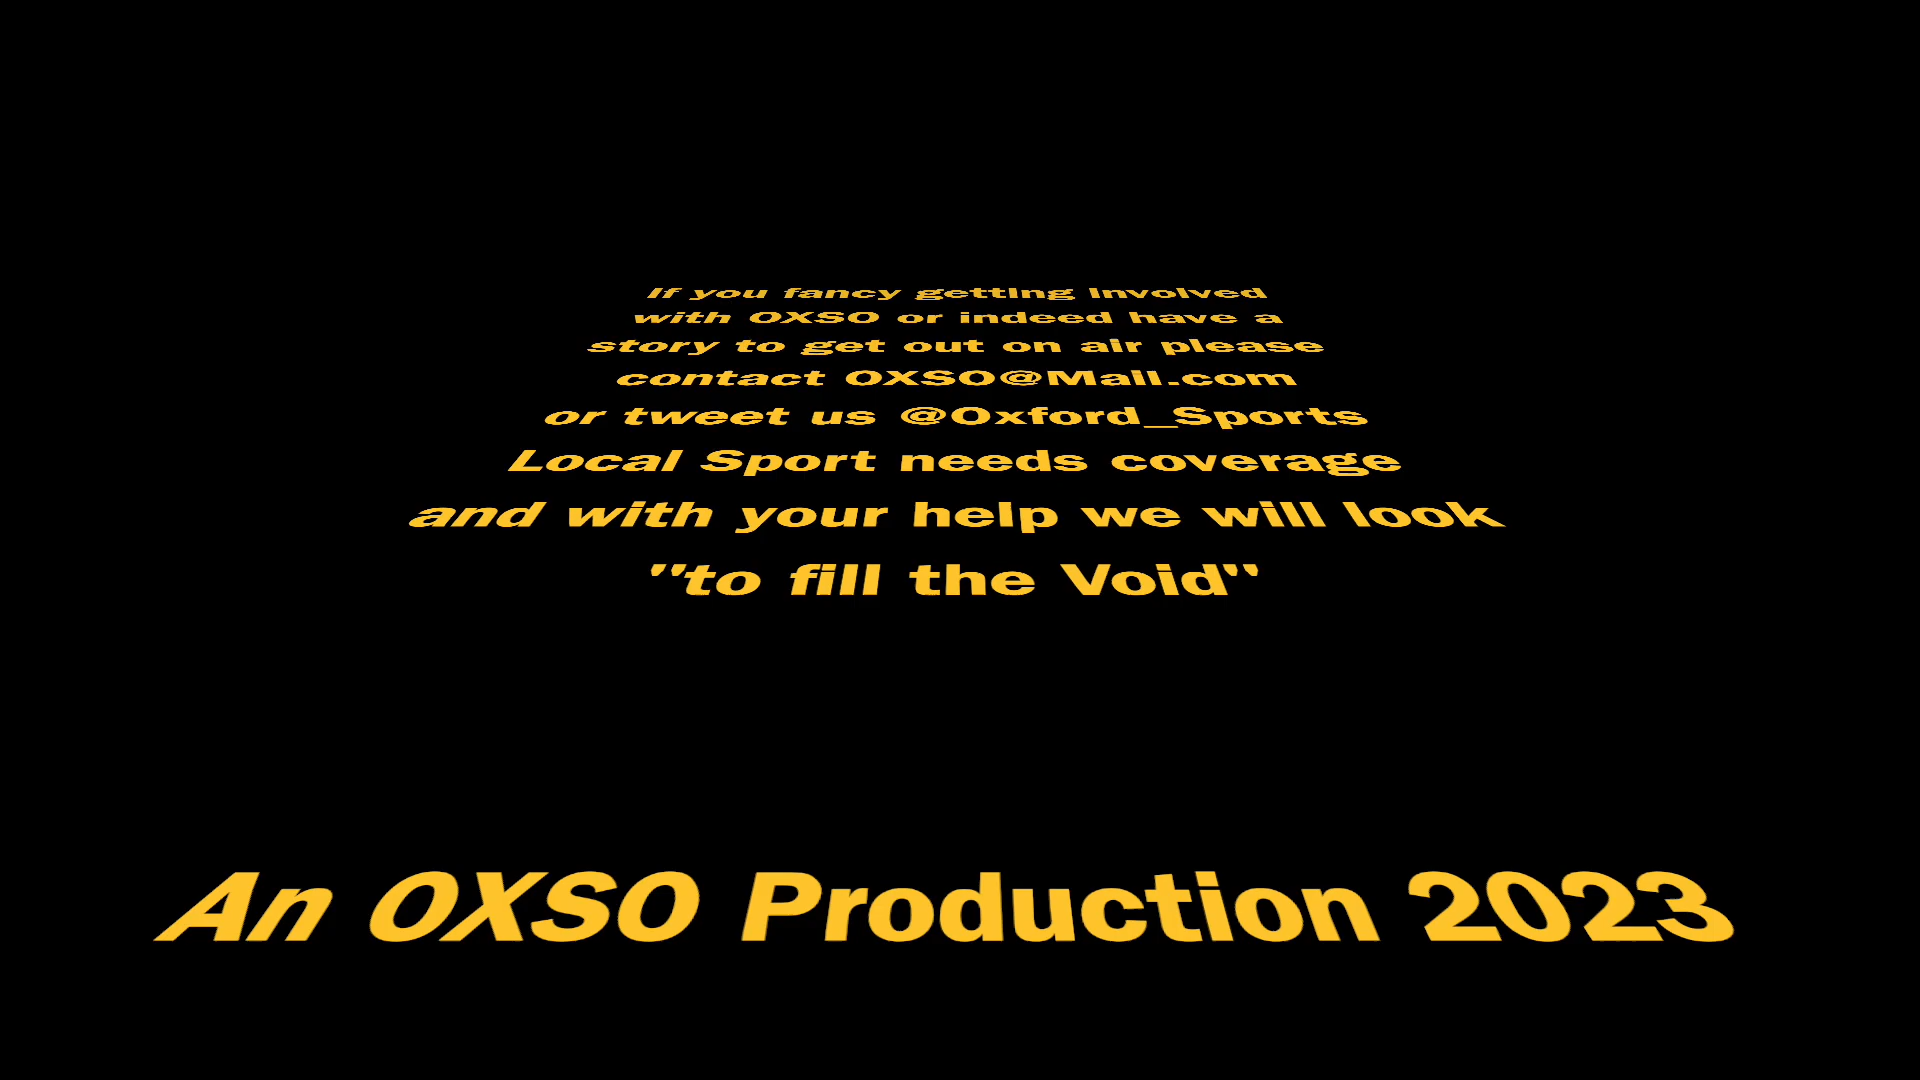 If you fancy getting involved
with OXSO or indeed have a
story to get out on air please
contact OXSO@Mail.com
or tweet us @Oxford_Sports
Local Sport needs coverage
and with your help we will look
"to fill the Void"
An OXSO Production 2023